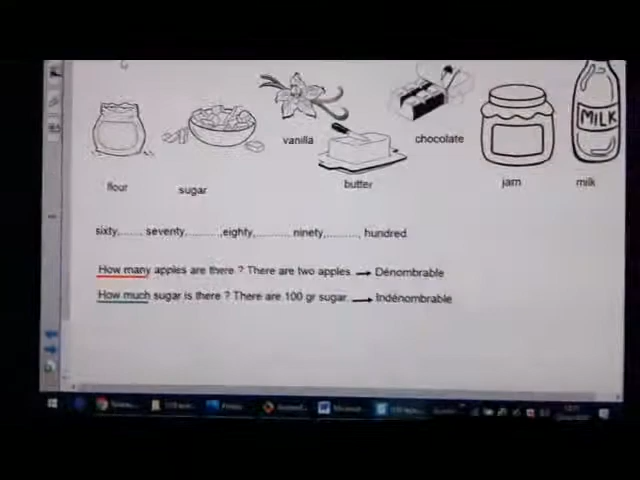 vanilla
chocolate
MILK
flour
sugar
butter
jam
milk
sixty,...... seventy,......... ,eighty,.......... ninety,.........., hundred
How many apples are there ? There are two apples. → Dénombrable
How much sugar is there ? There are 100 gr sugar. → Indénombrable